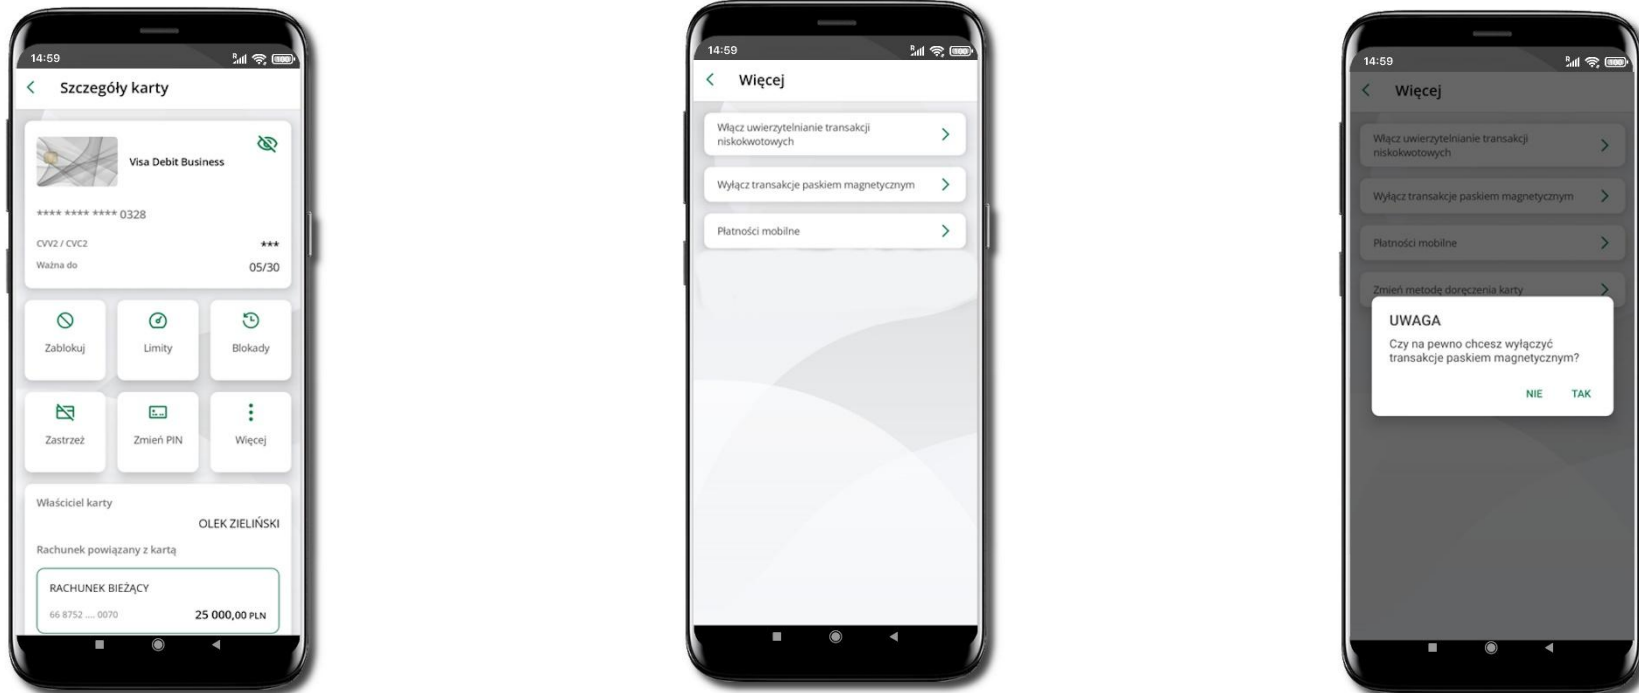 14:59
Szczegóły karty
Visa Debit Business
**** **** **** 0328
CVV2 / CVC2 ***
Ważna do 05/30
Zablokuj Limity Blokady
Zastrzeż Zmień PIN Więcej
Właściciel karty
OLEK ZIELIŃSKI
Rachunek powiązany z kartą
RACHUNEK BIEŻĄCY
66 8752 .... 0070 25 000,00 PLN
14:59
Więcej
Włącz uwierzytelnianie transakcji
niskokwotowych
Wyłącz transakcje paskiem magnetycznym
Płatności mobilne
14:59
Więcej
Włącz uwierzytelnianie transakcji
niskokwotowych
Wyłącz transakcje paskiem magnetycznym
Płatności mobilne
Zmień metodę doręczenia karty
UWAGA
Czy na pewno chcesz wyłączyć
transakcje paskiem magnetycznym?
NIE TAK